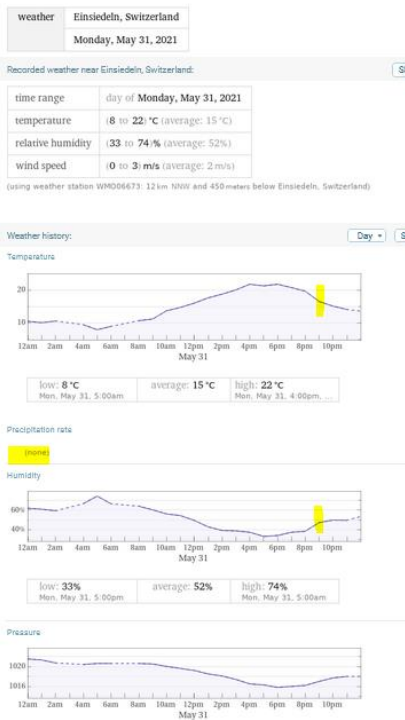 weather Einsiedeln, Switzerland
Monday, May 31, 2021
Recorded weather near Einsiedeln, Switzerland:
time range day of Monday, May 31, 2021
temperature (8 to 22) °C (average: 15 °C)
relative humidity (33 to 74)% (average: 52%)
wind speed (0 to 3) m/s (average: 2 m/s)
(using weather station WMO06673: 12 km NNW and 450 meters below Einsiedeln, Switzerland)
Weather history: Day
Temperature
20
10
12am 2am 4am 6am 8am 10am 12pm 2pm 4pm 6pm 8pm 10pm
May 31
low: 8 °C average: 15 °C high: 22 °C
Mon, May 31, 5:00am Mon, May 31, 4:00pm, ...
Precipitation rate
(none)
Humidity
60%
40%
12am 2am 4am 6am 8am 10am 12pm 2pm 4pm 6pm 8pm 10pm
May 31
low: 33% average: 52% high: 74%
Mon, May 31, 5:00pm Mon, May 31, 5:00am
Pressure
1020
1016
12am 2am 4am 6am 8am 10am 12pm 2pm 4pm 6pm 8pm 10pm
May 31